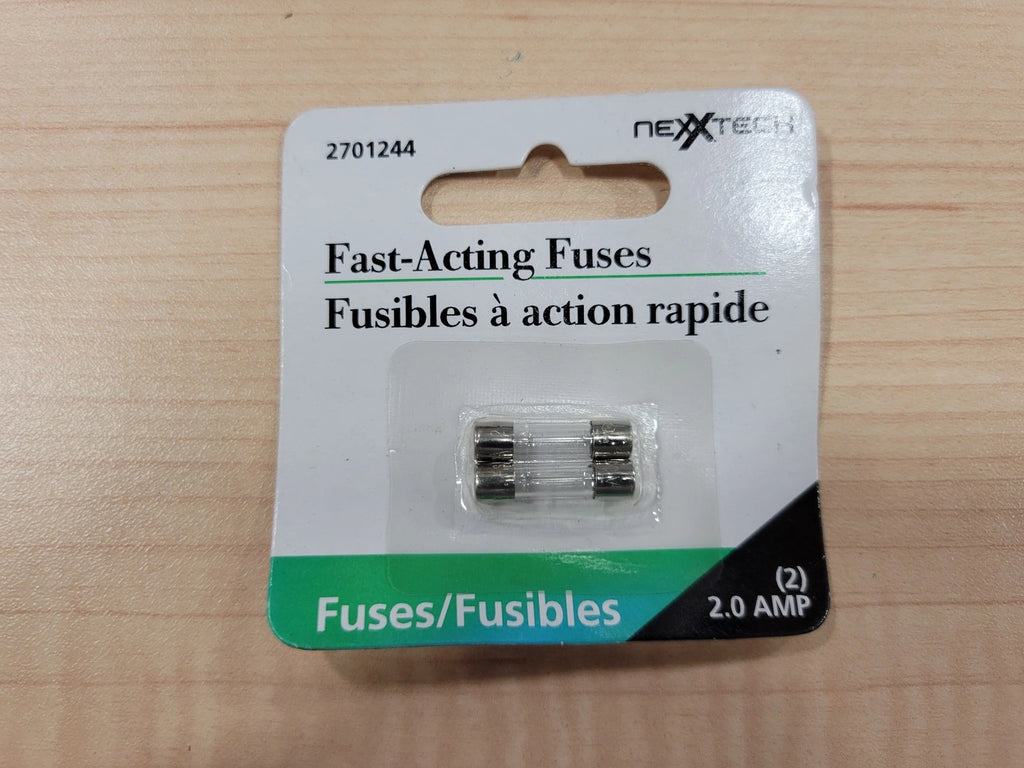 2701244
NEXXTECH
Fast-Acting Fuses
Fusibles à action rapide
Fuses/Fusibles
(2)
2.0 AMP